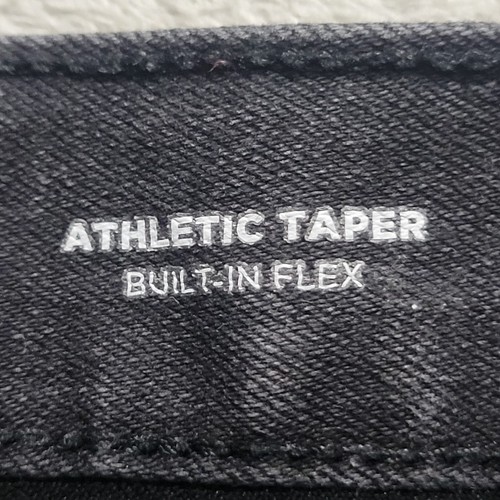 ATHLETIC TAPER
BUILT-IN FLEX